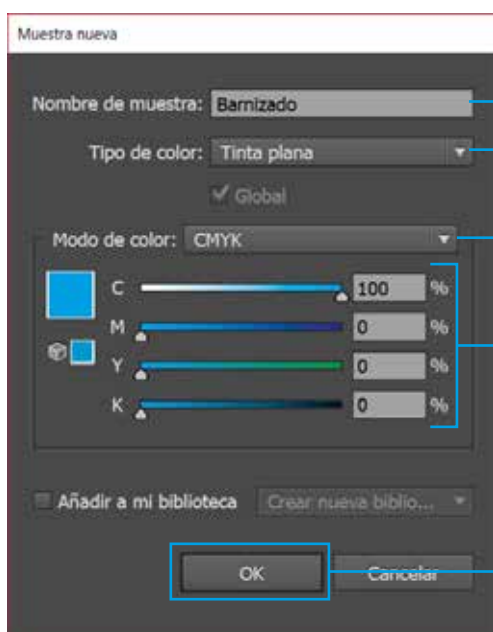 Muestra nueva
Nombre de muestra: Barnizado
Tipo de color: Tinta plana
Global
Modo de color: CMYK
C 100 %
M 0 %
Y 0 %
K 0 %
Añadir a mi biblioteca Crear nueva biblio...
OK Cancelar